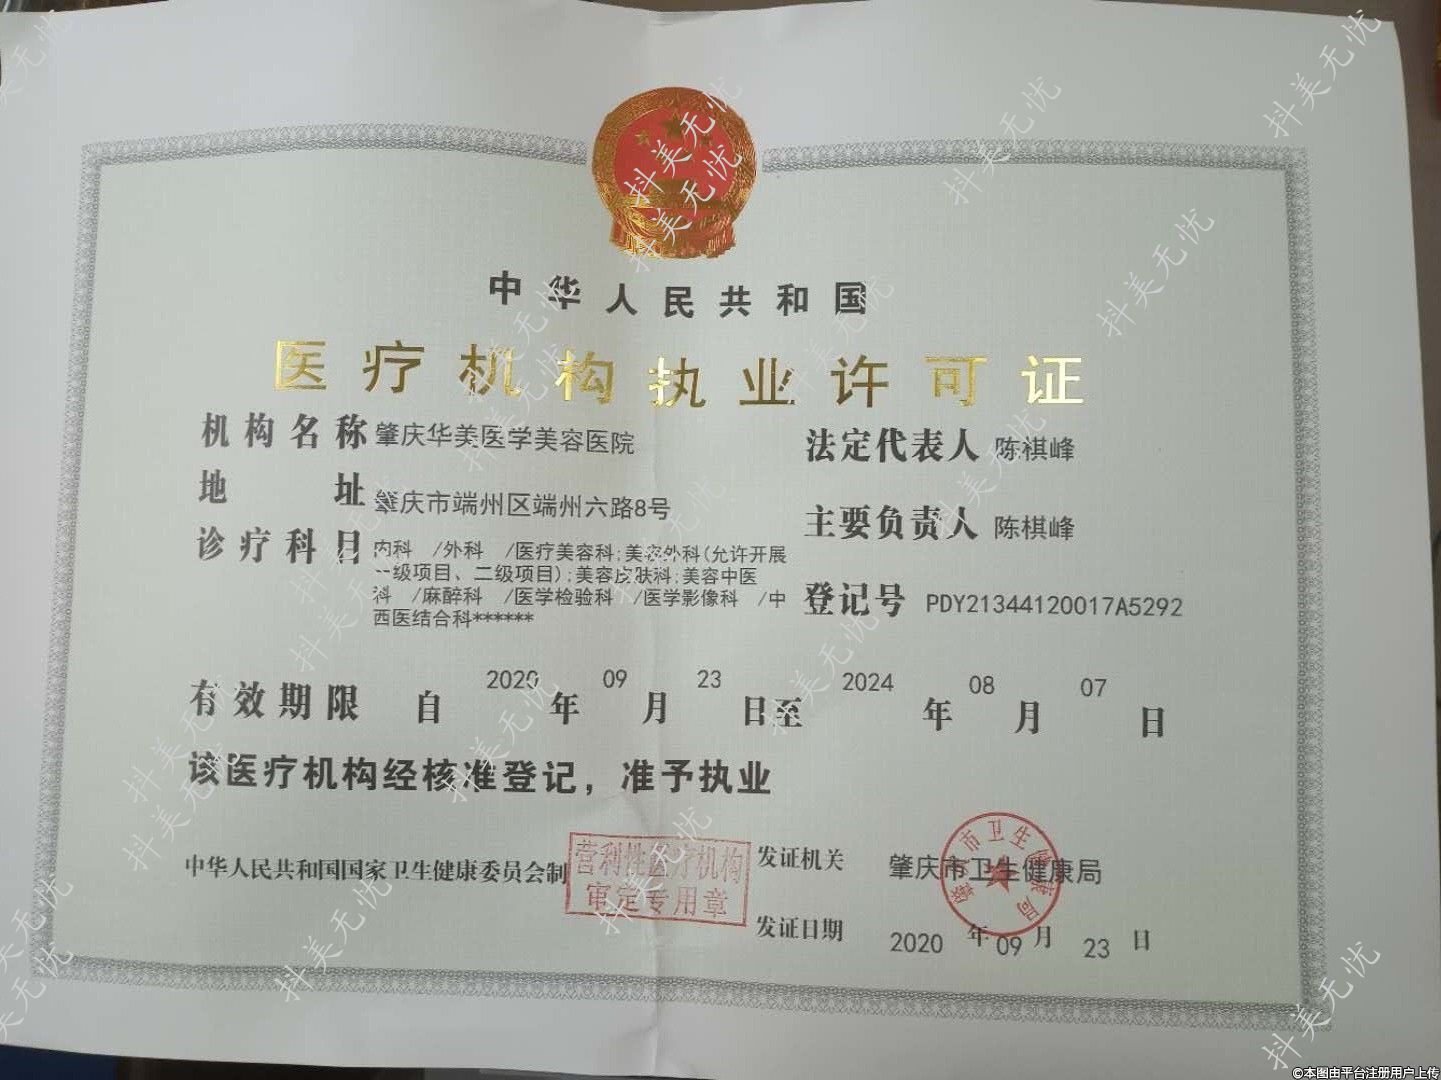 中华人民共和国
医疗机构执业许可证
机构名称 肇庆华美医学美容医院
法定代表人 陈祺峰
地址 肇庆市端州区端州六路8号
主要负责人 陈棋峰
诊疗科目 内科 /外科 /医疗美容科;美容外科(允许开展
一级项目、二级项目);美容皮肤科;美容中医
科 /麻醉科 /医学检验科 /医学影像科 /中
西医结合科******
登记号 PDY21344120017A5292
有效期限 自 2020 年 09 月 23 日至 2024 年 08 月 07 日
该医疗机构经核准登记，准予执业
中华人民共和国国家卫生健康委员会制
营利性医疗机构
审定专用章
发证机关 肇庆市卫生健康局
肇庆市卫生健康局
发证日期 2020 年 09 月 23 日
抖美无忧
©本图由平台注册用户上传